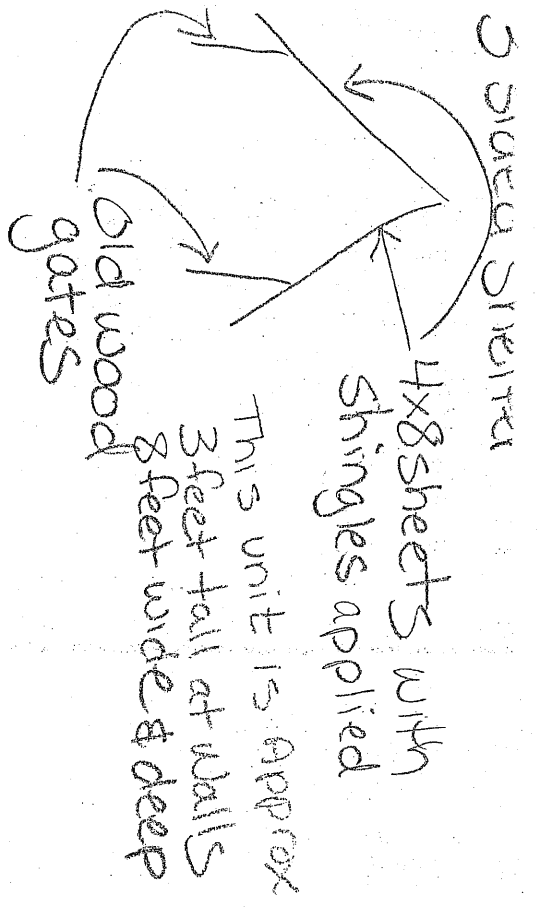 3 Sided Shelter
4x8 sheets with
shingles applied
This unit is Approx
3 feet tall at walls
8 feet wide & deep
old wood
gates